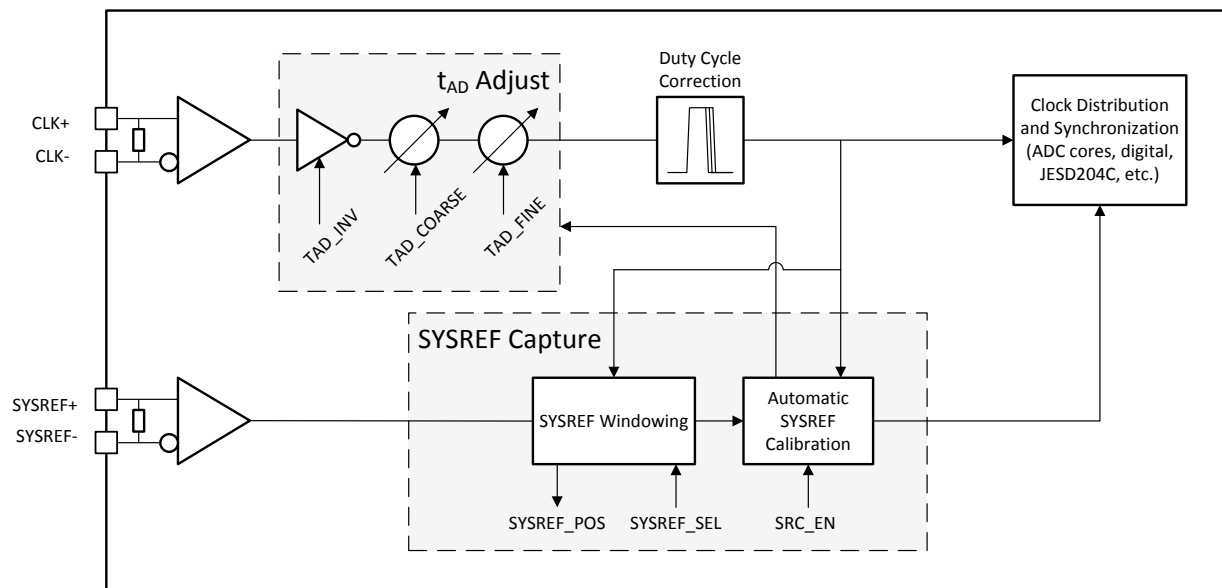 Duty Cycle
Correction
tAD Adjust
CLK+
CLK-
TAD_INV
TAD_COARSE
TAD_FINE
Clock Distribution
and Synchronization
(ADC cores, digital,
JESD204C, etc.)
SYSREF Capture
SYSREF+
SYSREF-
SYSREF Windowing
Automatic
SYSREF
Calibration
SYSREF_POS
SYSREF_SEL
SRC_EN